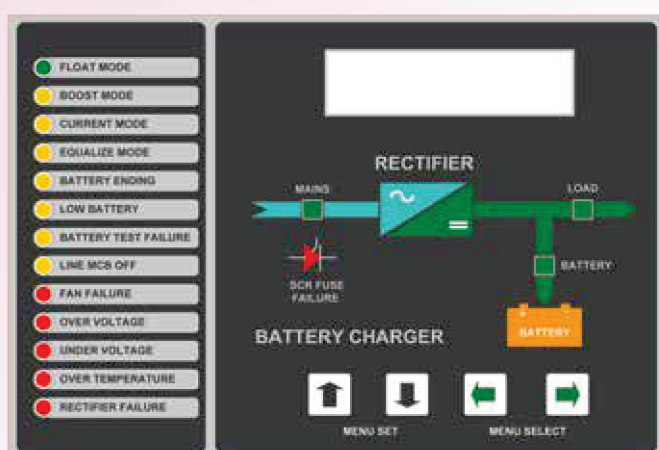 FLOAT MODE
BOOST MODE
CURRENT MODE
EQUALIZE MODE
BATTERY ENDING
LOW BATTERY
BATTERY TEST FAILURE
LINE MCB OFF
FAN FAILURE
OVER VOLTAGE
UNDER VOLTAGE
OVER TEMPERATURE
RECTIFIER FAILURE
RECTIFIER
MAINS
LOAD
SCR FUSE
FAILURE
BATTERY
BATTERY
BATTERY CHARGER
MENU SET
MENU SELECT